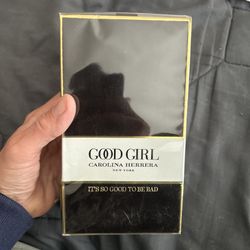 GOOD GIRL
CAROLINA HERRERA
NEW YORK
IT'S SO GOOD TO BE BAD